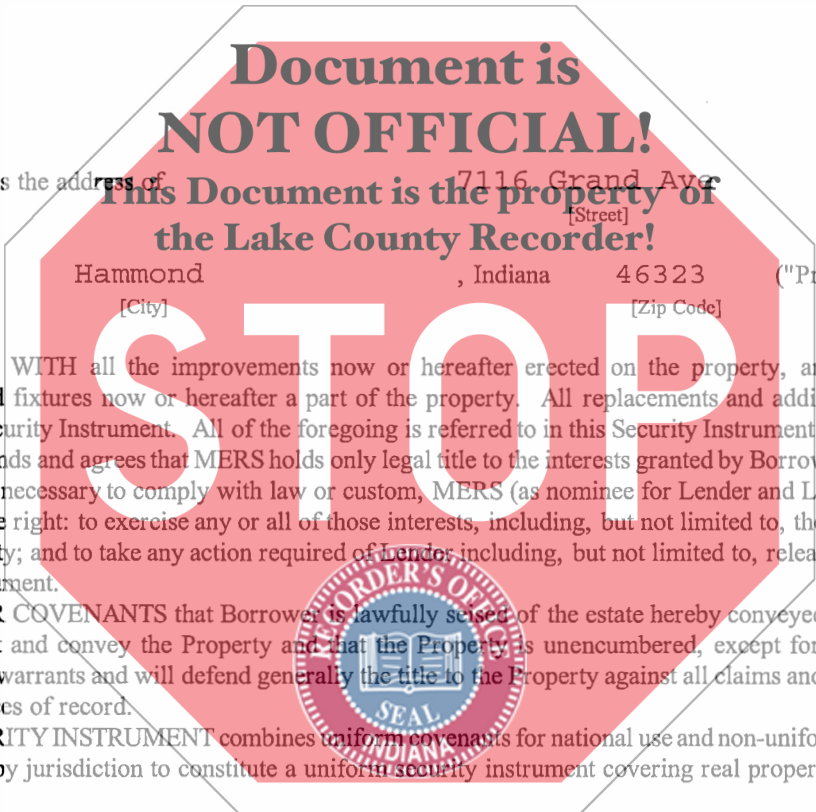 Document is
NOT OFFICIAL!
s the address of 7116 Grand Ave
This Document is the property of
[Street]
the Lake County Recorder!
Hammond , Indiana 46323 ("Pr
[City] [Zip Code]
STOP
WITH all the improvements now or hereafter erected on the property, a
d fixtures now or hereafter a part of the property. All replacements and addi
curity Instrument. All of the foregoing is referred to in this Security Instrument
nds and agrees that MERS holds only legal title to the interests granted by Borrow
necessary to comply with law or custom, MERS (as nominee for Lender and L
e right: to exercise any or all of those interests, including, but not limited to, the
ty; and to take any action required of Lender including, but not limited to, relea
ument.
R COVENANTS that Borrower is lawfully seised of the estate hereby conveyed
t and convey the Property and that the Property is unencumbered, except for
warrants and will defend generally the title to the Property against all claims and
es of record.
RITY INSTRUMENT combines uniform covenants for national use and non-unifo
by jurisdiction to constitute a uniform security instrument covering real proper
RECORDER'S OFFICE
SEAL
INDIANA